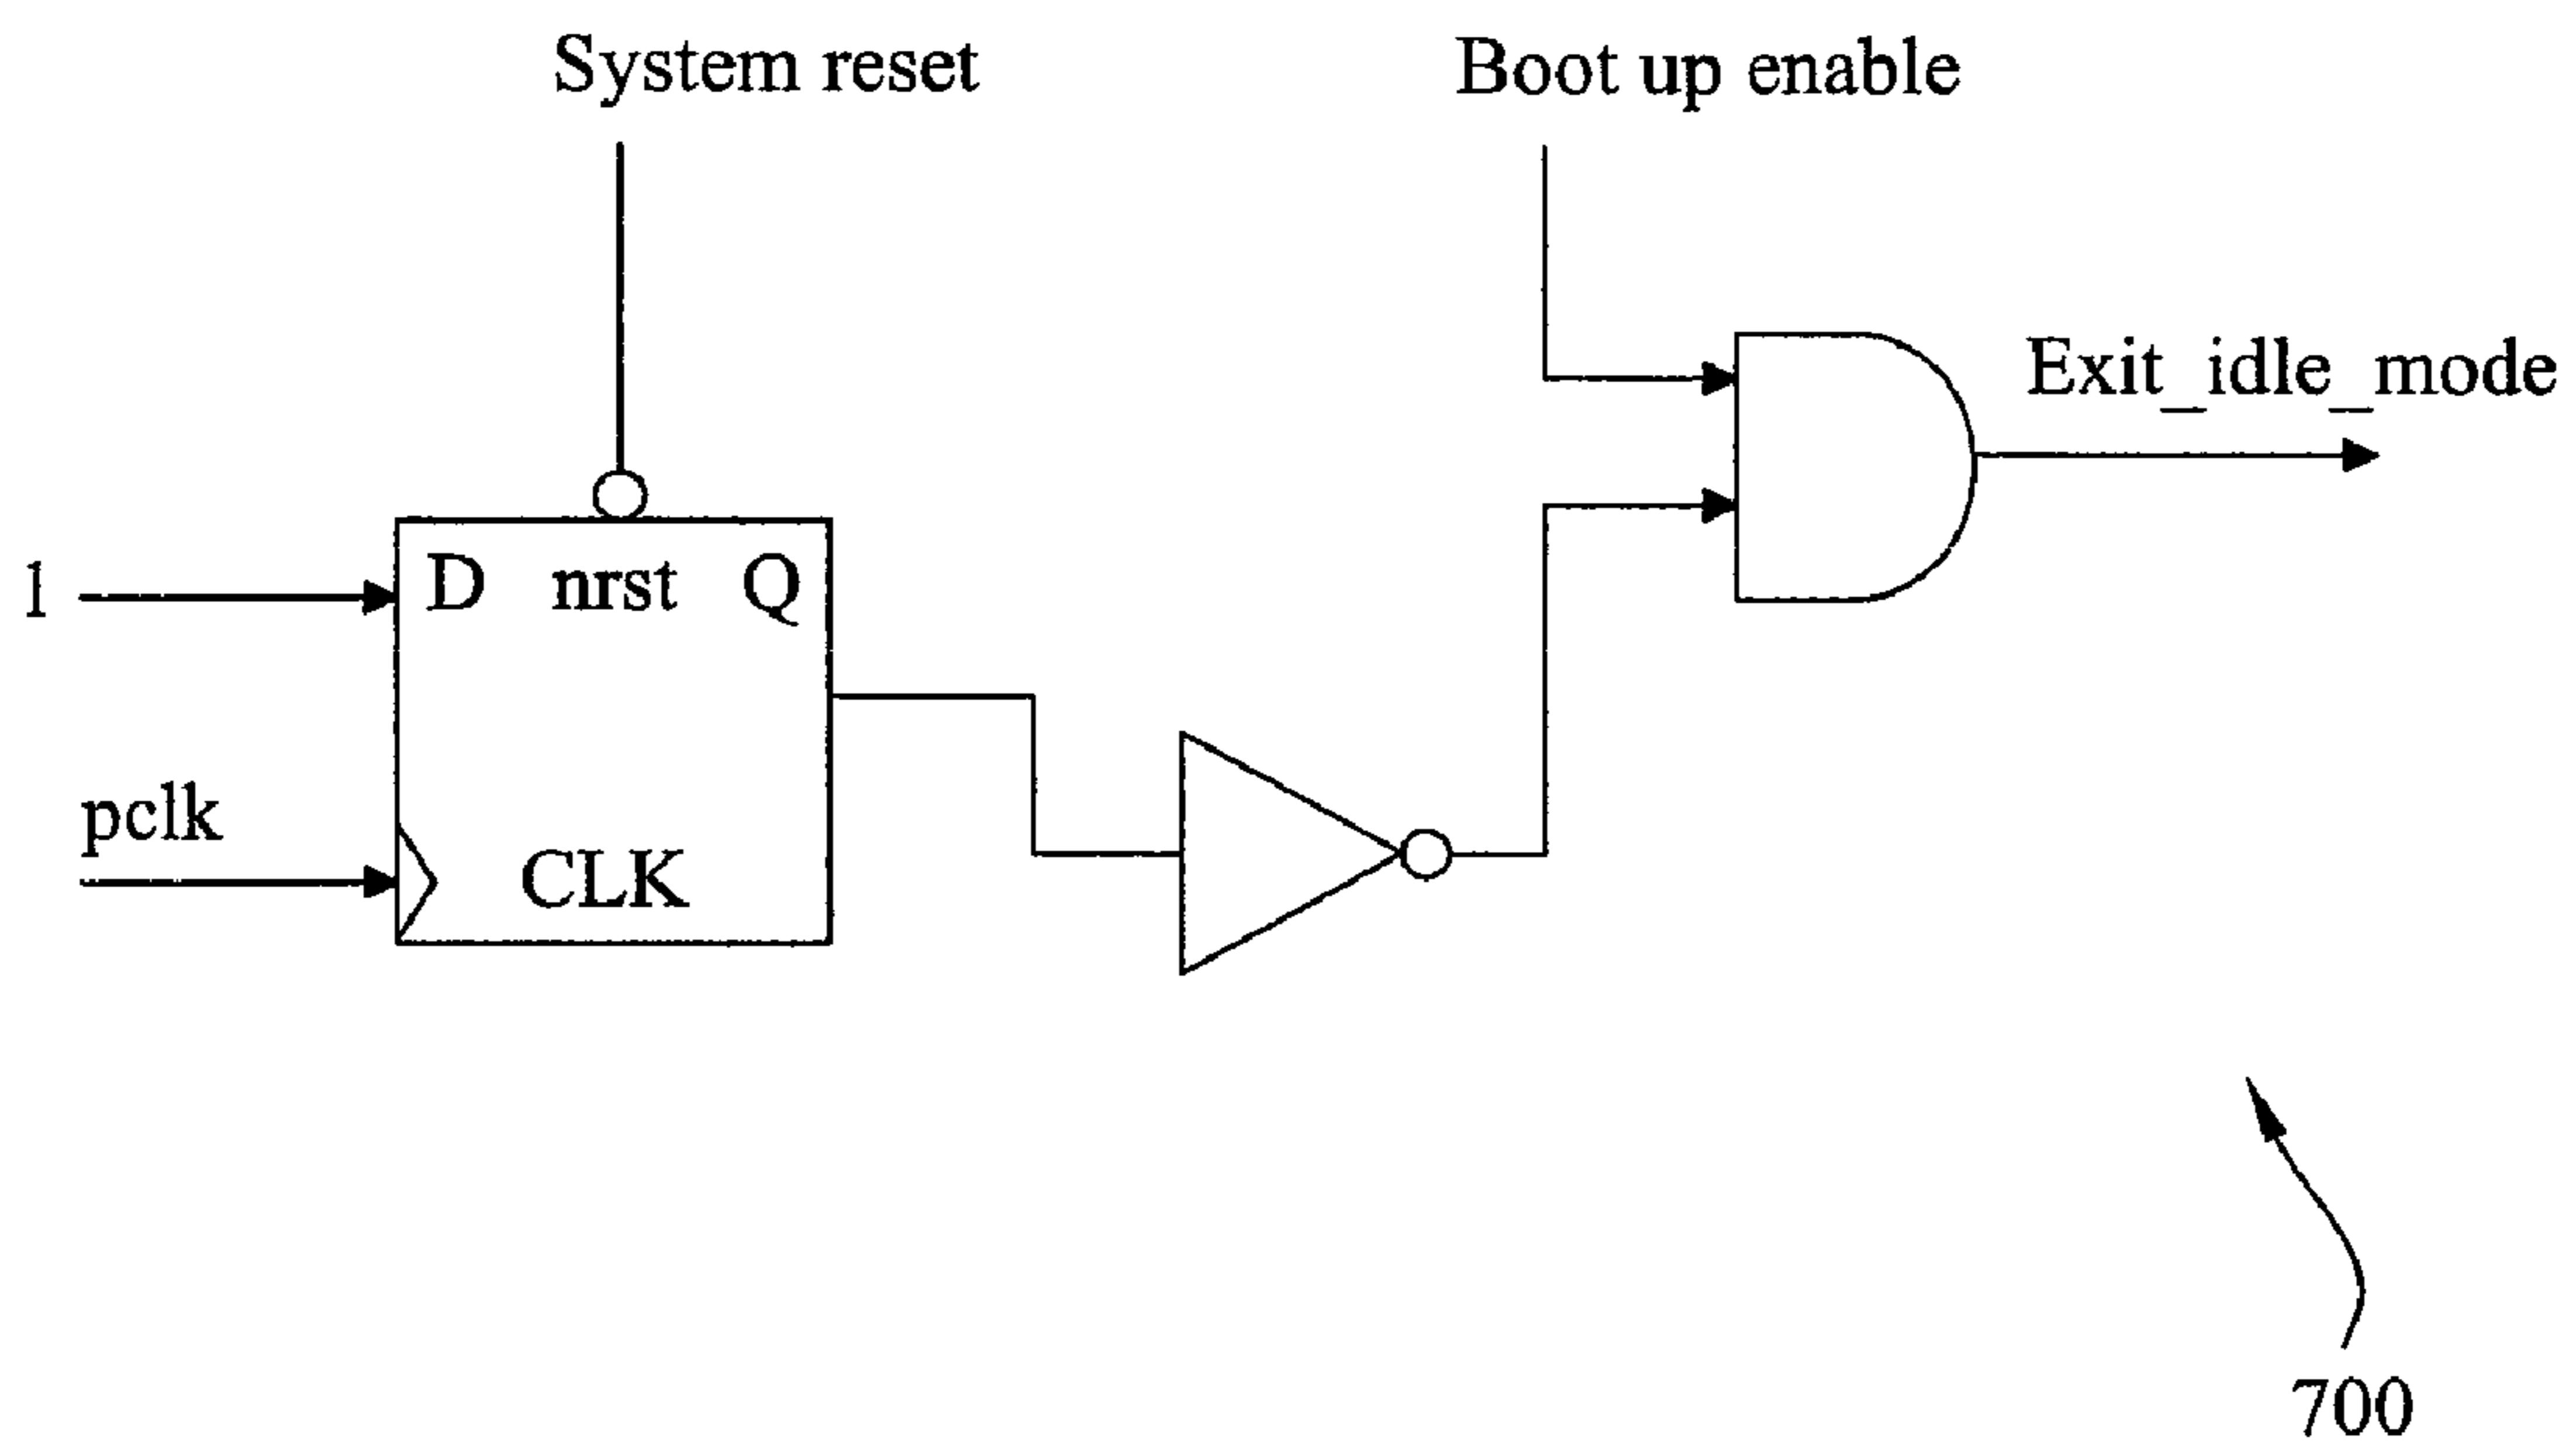 System reset
Boot up enable
Exit_idle_mode
1
D nrst Q
pclk
CLK
700